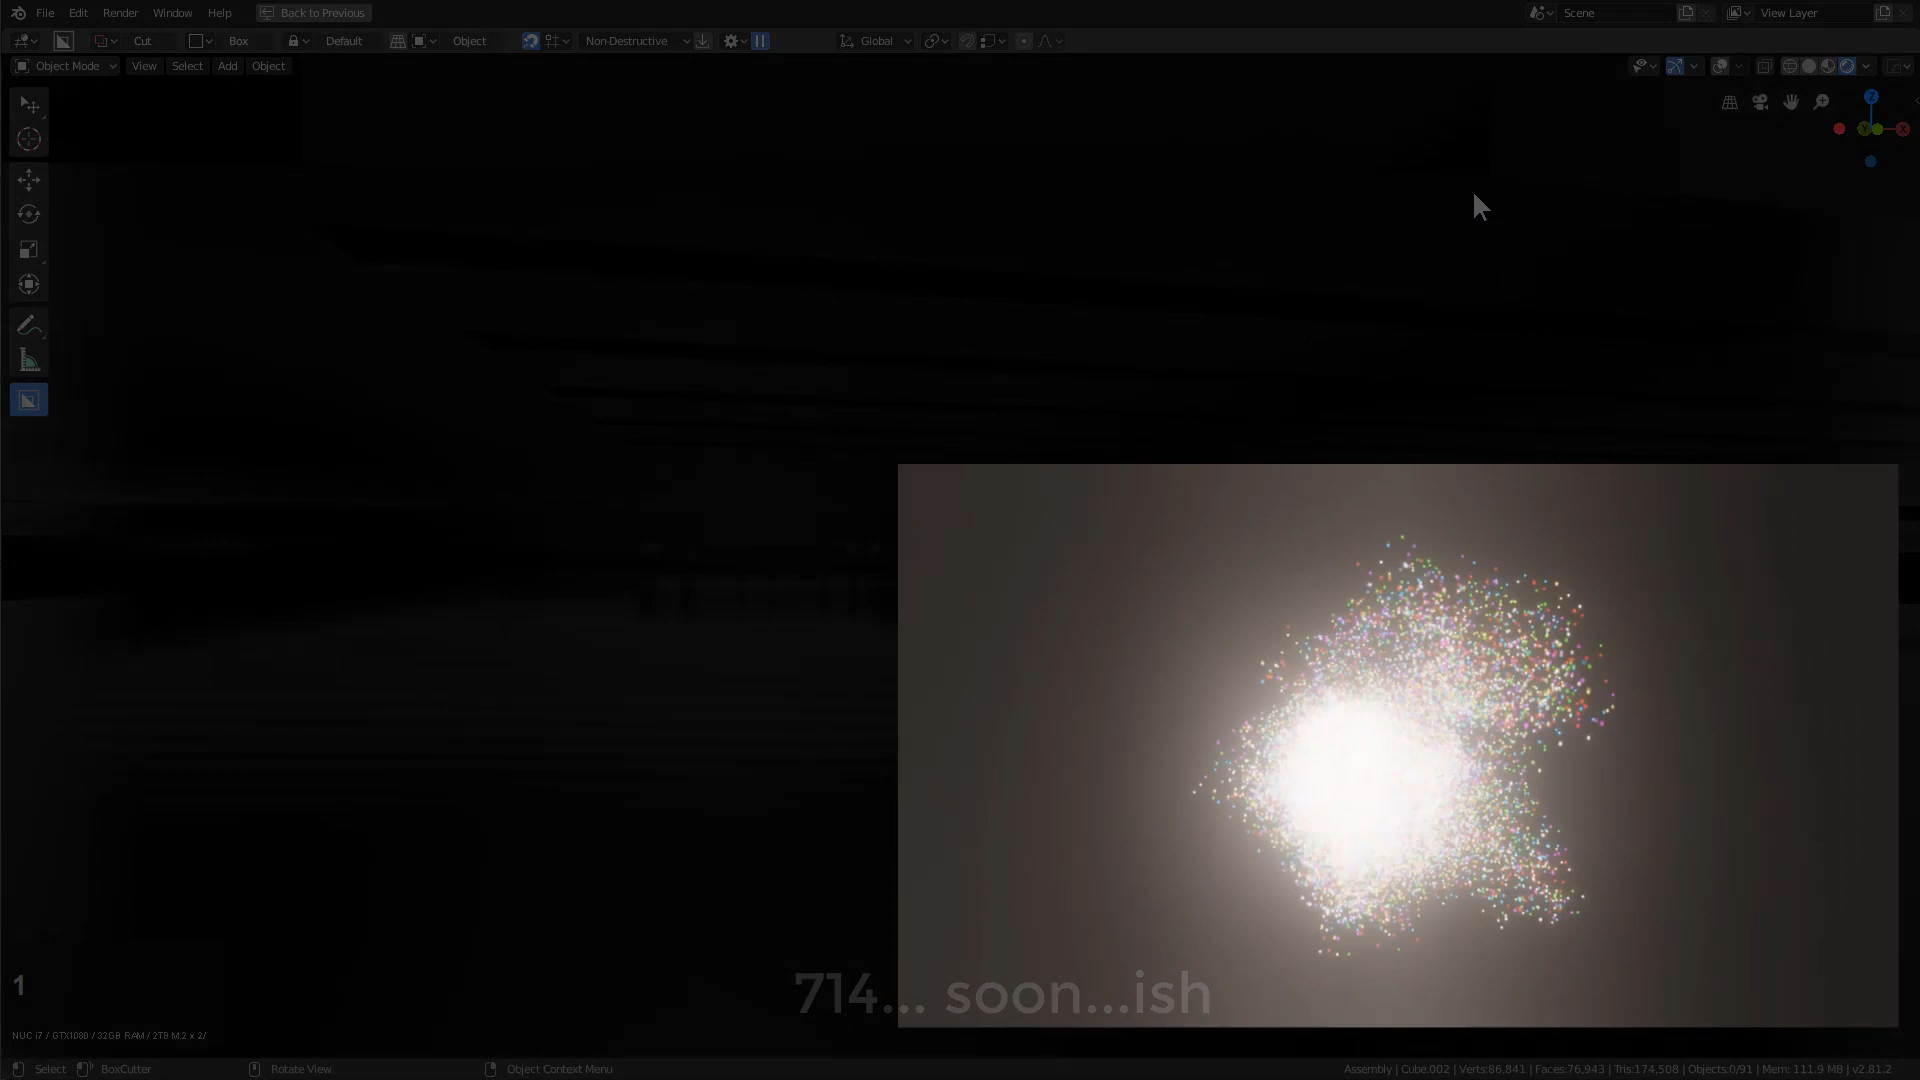 File Edit Render Window Help Back to Previous Scene View Layer
Cut Box Default Object Non-Destructive Global
Object Mode View Select Add Object
Z
Y X
1
714... soon...ish
NUC i7 / GTX1080 / 32GB RAM / 2TB M.2 x 2/
Select BoxCutter Rotate View Object Context Menu Assembly | Cube.002 | Verts:86,841 | Faces:76,943 | Tris:174,508 | Objects:0/91 | Mem: 111.9 MB | v2.81.2